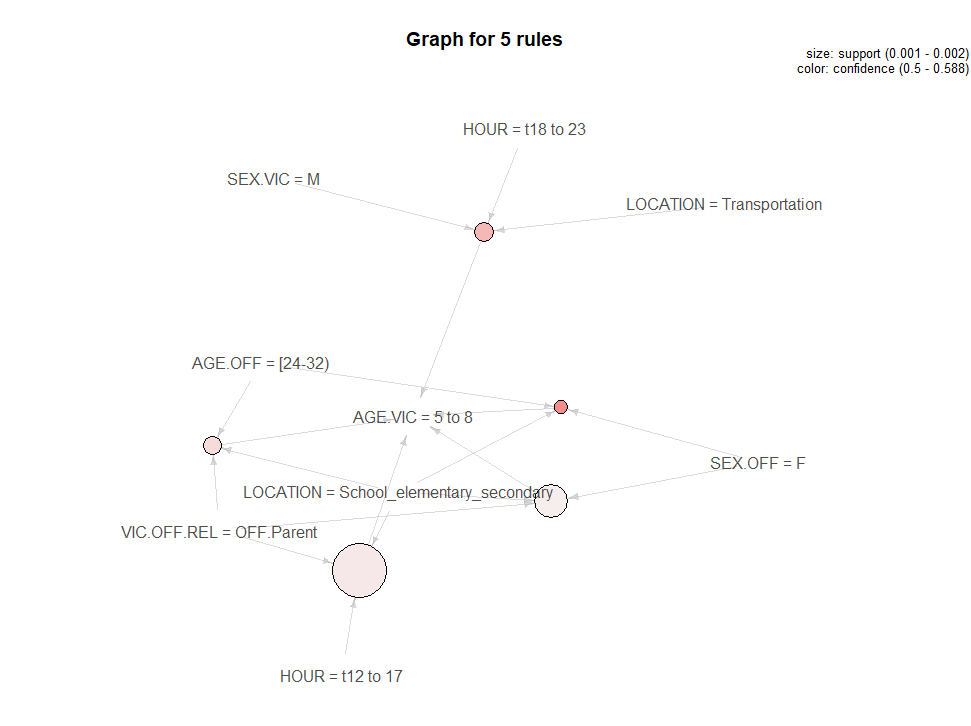 Graph for 5 rules
size: support (0.001 - 0.002)
color: confidence (0.5 - 0.588)
HOUR = t18 to 23
SEX.VIC = M
LOCATION = Transportation
AGE.OFF = [24-32)
AGE.VIC = 5 to 8
SEX.OFF = F
LOCATION = School_elementary_secondary
VIC.OFF.REL = OFF.Parent
HOUR = t12 to 17